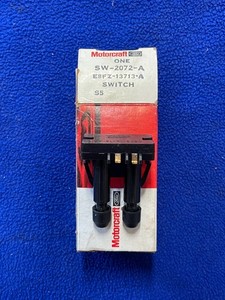 Motorcraft
ONE
SW-2072-A
E3FZ-13713-A
SWITCH
SS
Motorcraft